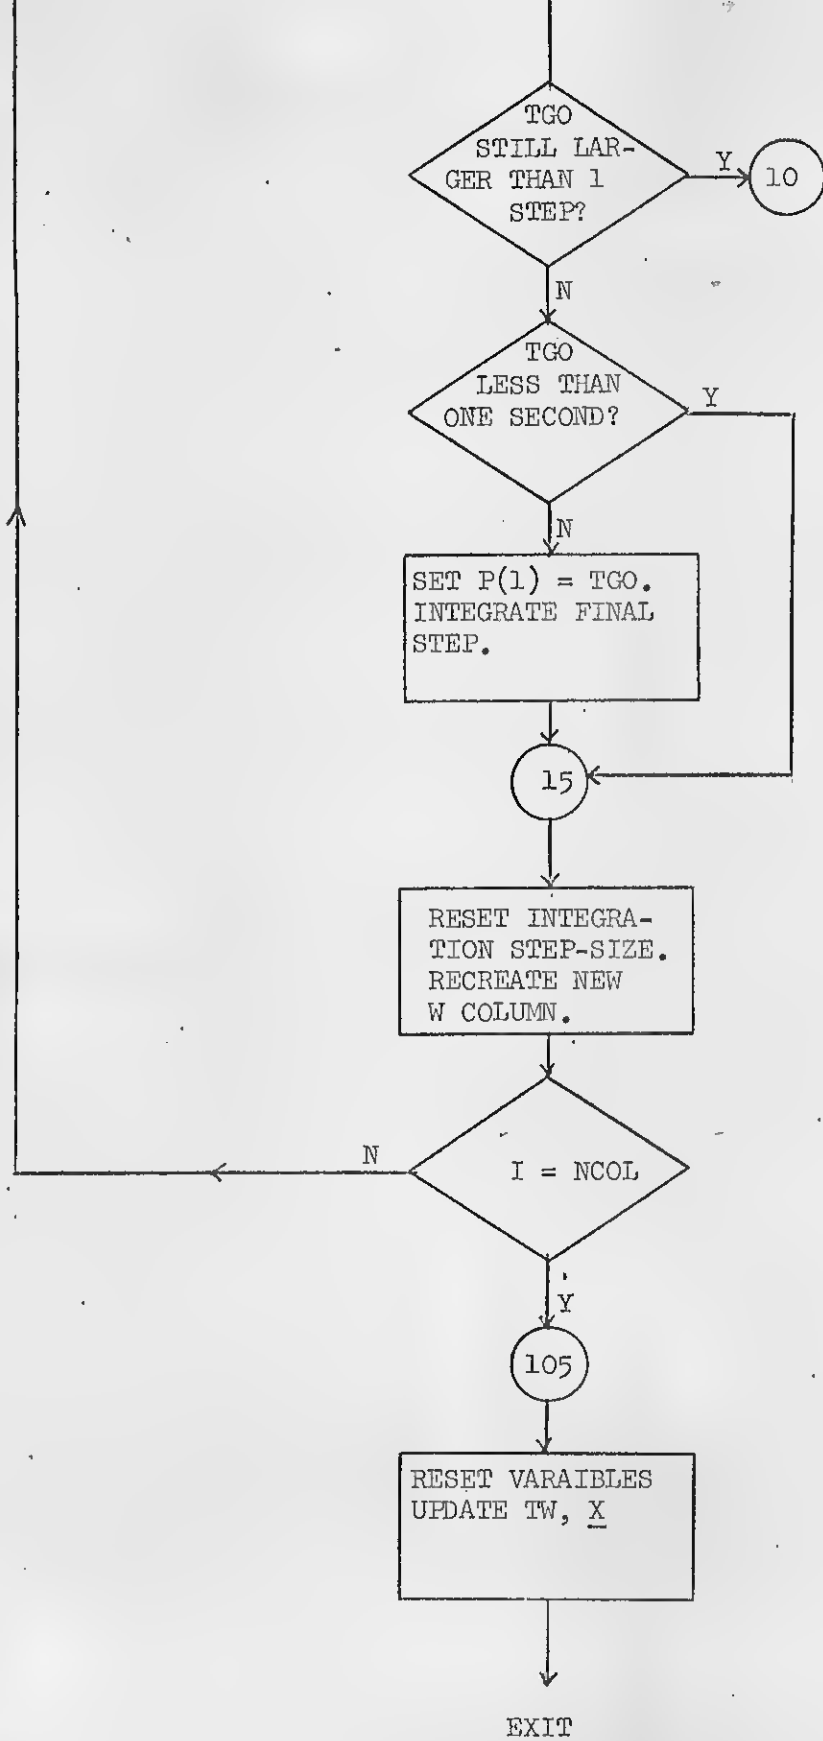 TGO
STILL LAR-
GER THAN 1
STEP?
Y
10
N
TGO
LESS THAN
ONE SECOND?
Y
N
SET P(1) = TGO.
INTEGRATE FINAL
STEP.
15
RESET INTEGRA-
TION STEP-SIZE.
RECREATE NEW
W COLUMN.
N
I = NCOL
Y
105
RESET VARAIBLES
UPDATE TW, X
EXIT